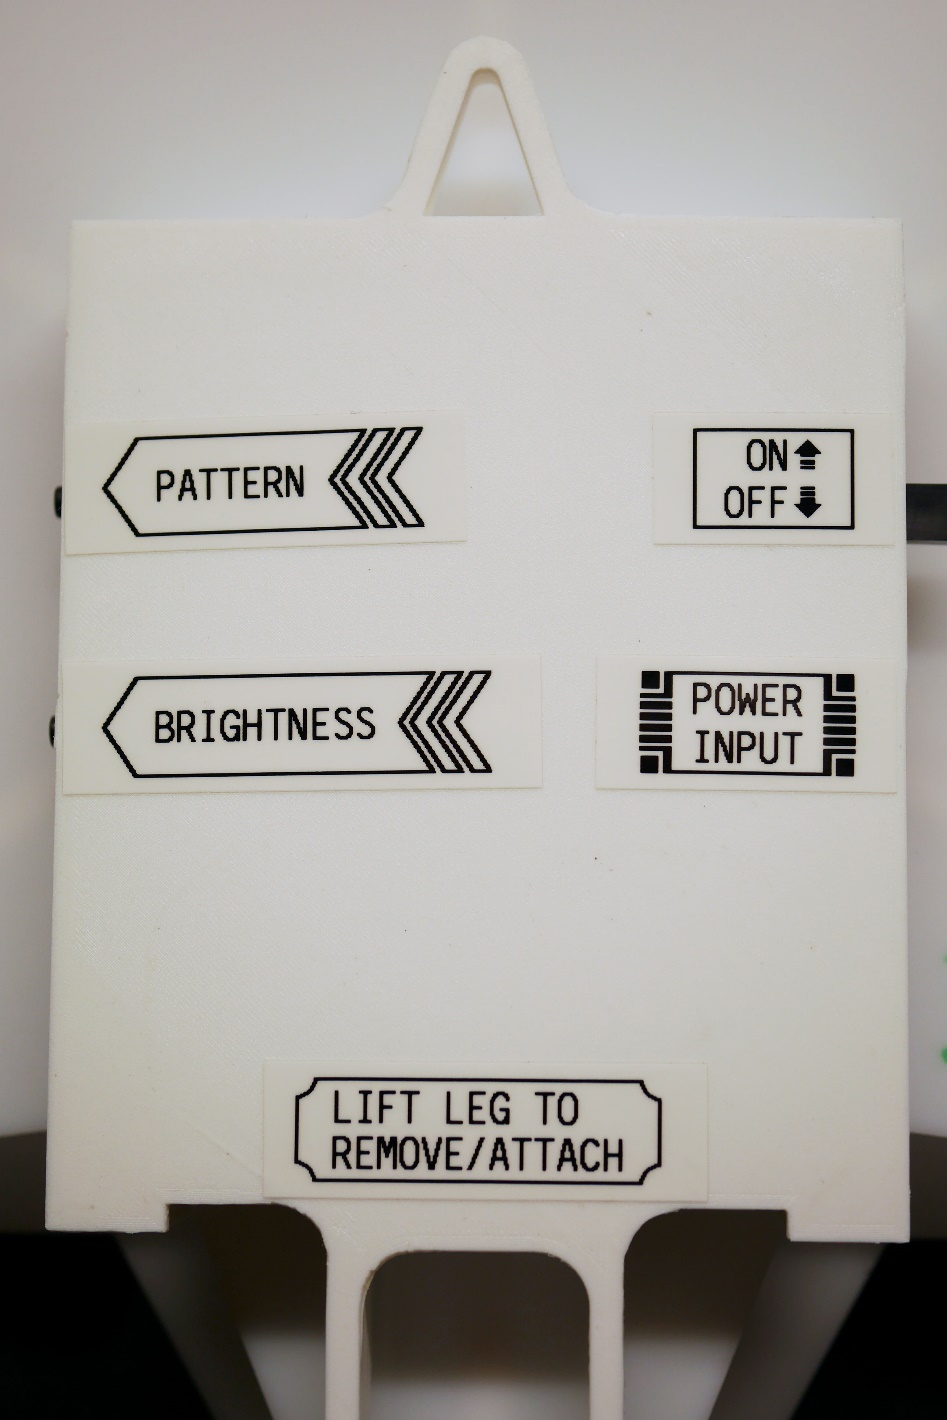 PATTERN
ON
OFF
BRIGHTNESS
POWER
INPUT
LIFT LEG TO
REMOVE/ATTACH